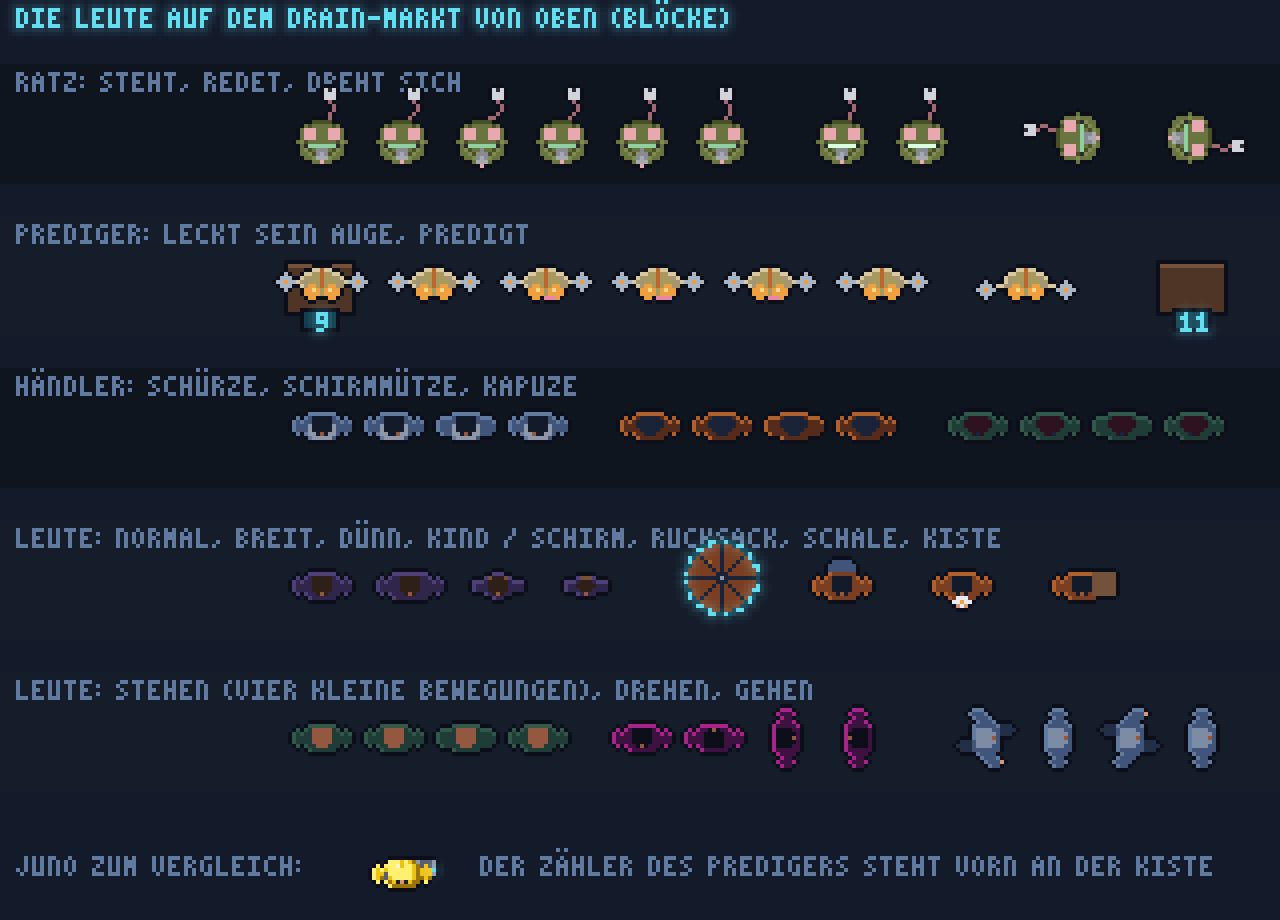 DIE LEUTE AUF DEM DRAIN-MARKT VON OBEN (BLÖCKE)
RATZ: STEHT, REDET, DREHT SICH
PREDIGER: LECKT SEIN AUGE, PREDIGT
9
11
HÄNDLER: SCHÜRZE, SCHIRMMÜTZE, KAPUZE
LEUTE: NORMAL, BREIT, DÜNN, KIND / SCHIRM, RUCKSACK, SCHALE, KISTE
LEUTE: STEHEN (VIER KLEINE BEWEGUNGEN), DREHEN, GEHEN
JUNO ZUM VERGLEICH: DER ZÄHLER DES PREDIGERS STEHT VORN AN DER KISTE